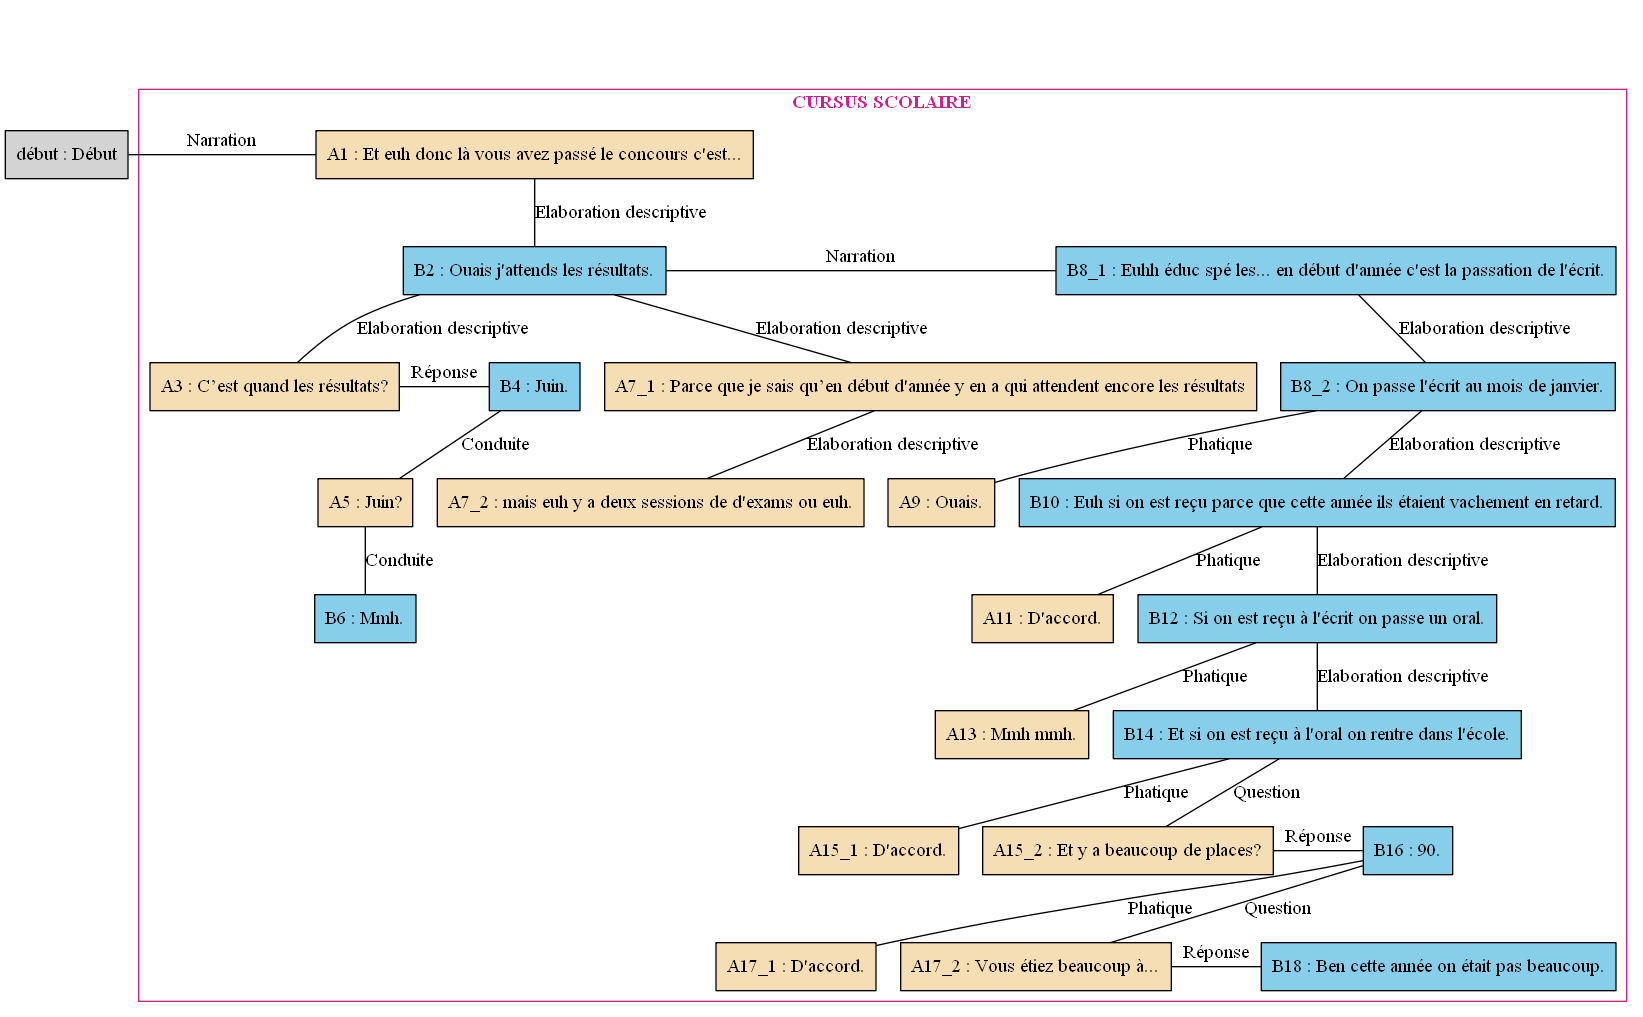 CURSUS SCOLAIRE
début : Début
Narration
A1 : Et euh donc là vous avez passé le concours c'est...
Elaboration descriptive
B2 : Ouais j'attends les résultats.
Narration
B8_1 : Euhh éduc spé les... en début d'année c'est la passation de l'écrit.
Elaboration descriptive
Elaboration descriptive
Elaboration descriptive
A3 : C’est quand les résultats?
Réponse
B4 : Juin.
A7_1 : Parce que je sais qu’en début d'année y en a qui attendent encore les résultats
B8_2 : On passe l'écrit au mois de janvier.
Conduite
Elaboration descriptive
Phatique
Elaboration descriptive
A5 : Juin?
A7_2 : mais euh y a deux sessions de d'exams ou euh.
A9 : Ouais.
B10 : Euh si on est reçu parce que cette année ils étaient vachement en retard.
Conduite
Phatique
Elaboration descriptive
B6 : Mmh.
A11 : D'accord.
B12 : Si on est reçu à l'écrit on passe un oral.
Phatique
Elaboration descriptive
A13 : Mmh mmh.
B14 : Et si on est reçu à l'oral on rentre dans l'école.
Phatique
Question
A15_1 : D'accord.
A15_2 : Et y a beaucoup de places?
Réponse
B16 : 90.
Phatique
Question
A17_1 : D'accord.
A17_2 : Vous étiez beaucoup à...
Réponse
B18 : Ben cette année on était pas beaucoup.